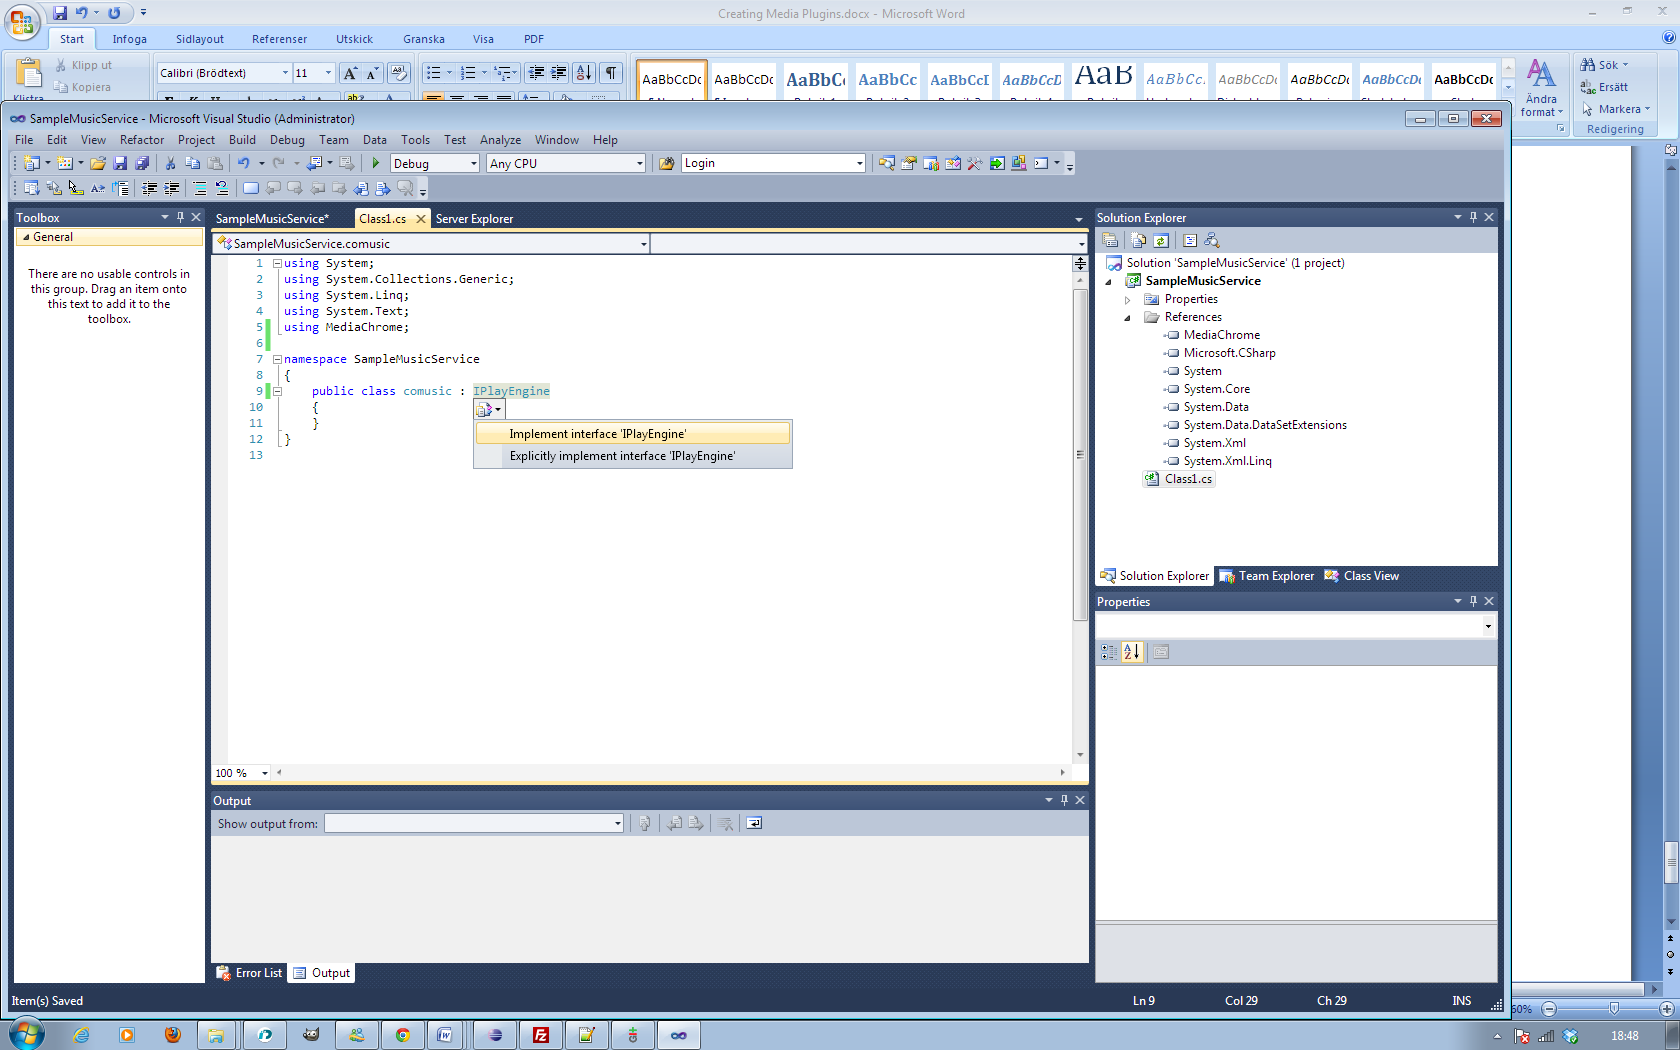 Creating Media Plugins.docx - Microsoft Word
Start Infoga Sidlayout Referenser Utskick Granska Visa PDF
Klipp ut
Kopiera
Klistra
Calibri (Brödtext) 11
AaBbCcDc AaBbCcDc AaBbC AaBbCc AaBbCcI AaBbCcD AaB AaBbCc. AaBbCcD AaBbCcDc AaBbCcDc AaBbCcDc
Ändra
format
Sök
Ersätt
Markera
Redigering
SampleMusicService - Microsoft Visual Studio (Administrator)
File Edit View Refactor Project Build Debug Team Data Tools Test Analyze Window Help
Debug Any CPU Login
Toolbox
General
There are no usable controls in
this group. Drag an item onto
this text to add it to the
toolbox.
SampleMusicService* Class1.cs Server Explorer
SampleMusicService.comusic
1 using System;
2 using System.Collections.Generic;
3 using System.Linq;
4 using System.Text;
5 using MediaChrome;
6
7 namespace SampleMusicService
8 {
9 public class comusic : IPlayEngine
10 {
11 }
12 }
13
Implement interface 'IPlayEngine'
Explicitly implement interface 'IPlayEngine'
100 %
Output
Show output from:
Error List Output
Solution Explorer
Solution 'SampleMusicService' (1 project)
SampleMusicService
Properties
References
MediaChrome
Microsoft.CSharp
System
System.Core
System.Data
System.Data.DataSetExtensions
System.Xml
System.Xml.Linq
Class1.cs
Solution Explorer Team Explorer Class View
Properties
Item(s) Saved Ln 9 Col 29 Ch 29 INS
60%
18:48